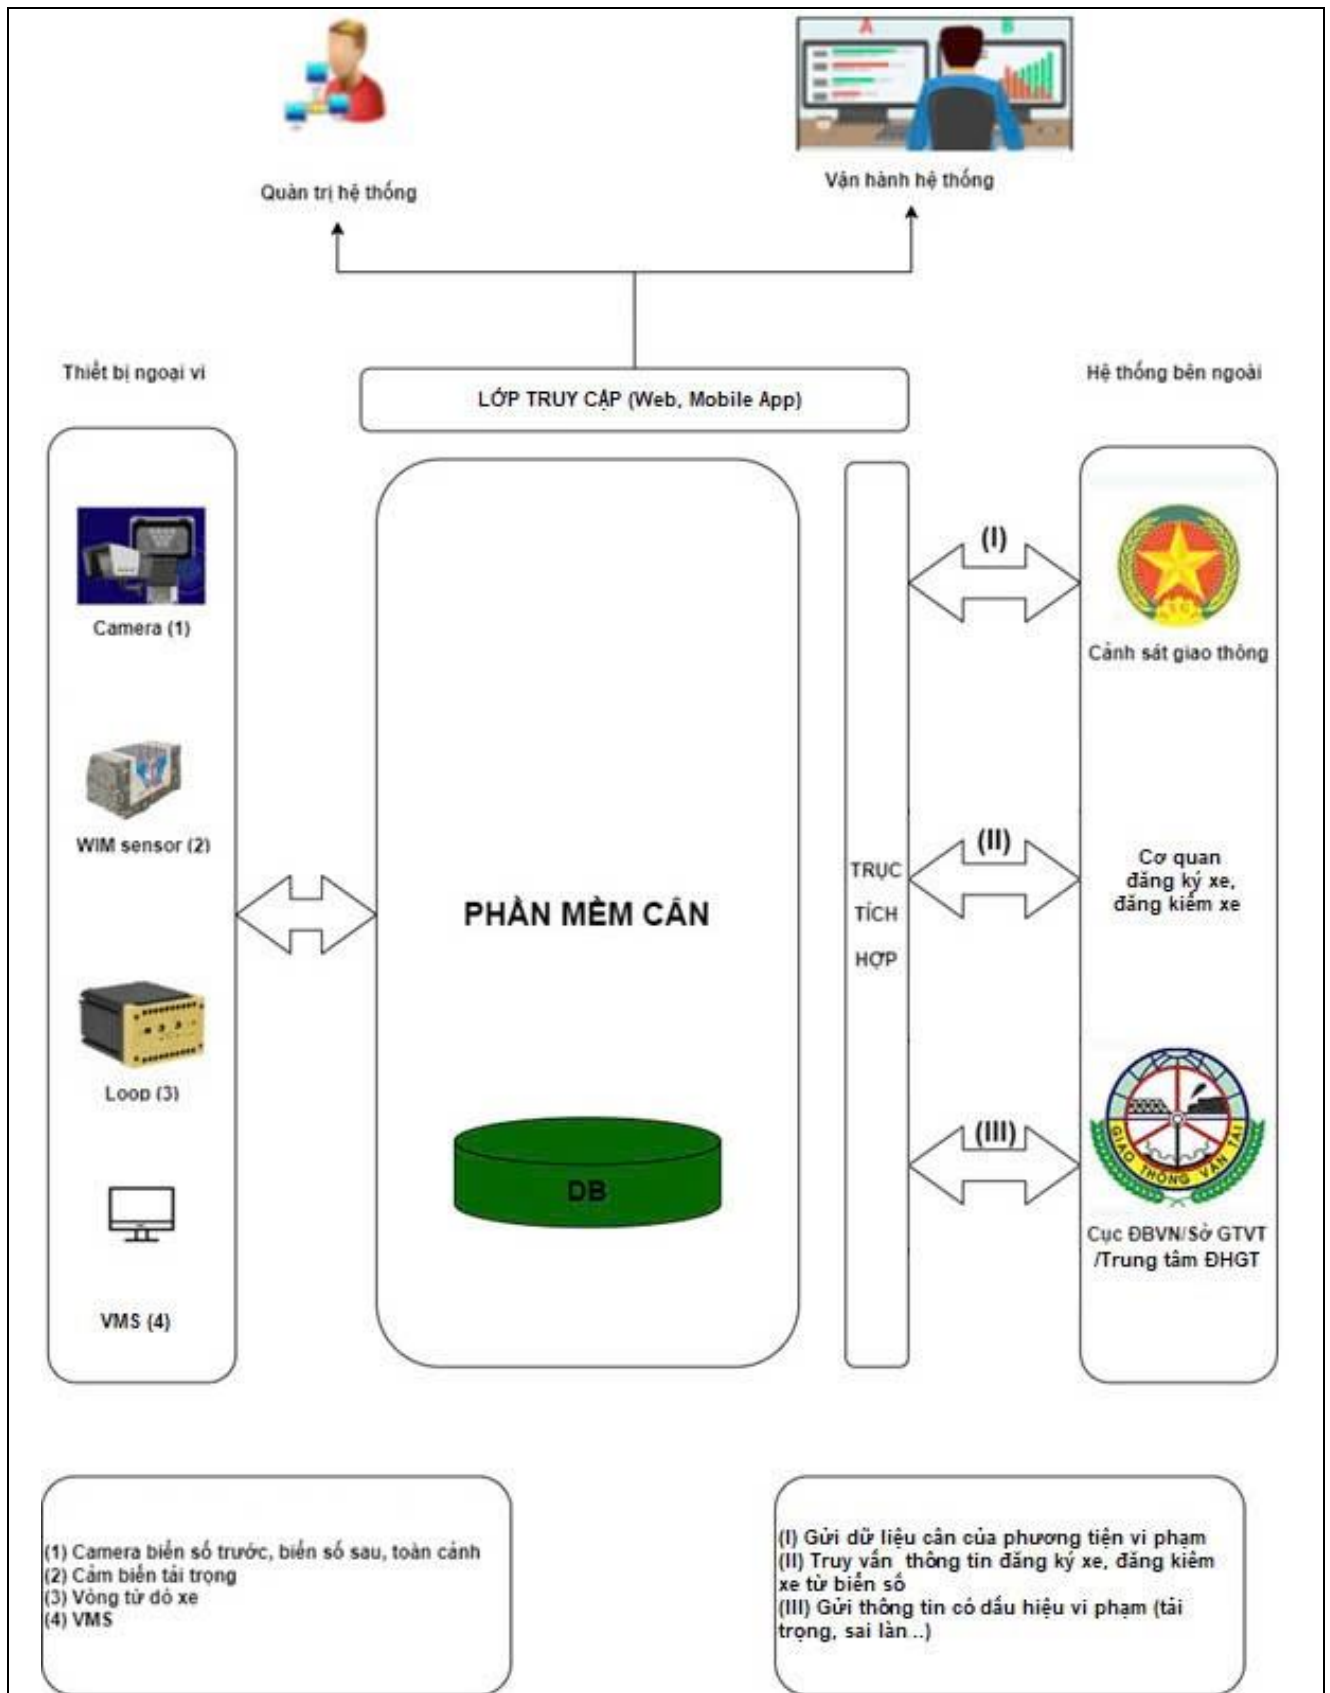 A
B
Quản trị hệ thống
Vận hành hệ thống
Thiết bị ngoại vi
LỚP TRUY CẬP (Web, Mobile App)
Hệ thống bên ngoài
Camera (1)
WIM sensor (2)
Loop (3)
VMS (4)
PHẦN MỀM CÂN
DB
TRỤC
TÍCH
HỢP
(I)
(II)
(III)
Cảnh sát giao thông
Cơ quan
đăng ký xe,
đăng kiểm xe
GIAO THÔNG VẬN TẢI
Cục ĐBVN/Sở GTVT
/Trung tâm ĐHGT
(1) Camera biển số trước, biển số sau, toàn cảnh
(2) Cảm biến tải trọng
(3) Vòng từ dò xe
(4) VMS
(I) Gửi dữ liệu cân của phương tiện vi phạm
(II) Truy vấn thông tin đăng ký xe, đăng kiểm
xe từ biển số
(III) Gửi thông tin có dấu hiệu vi phạm (tải
trọng, sai làn ..)